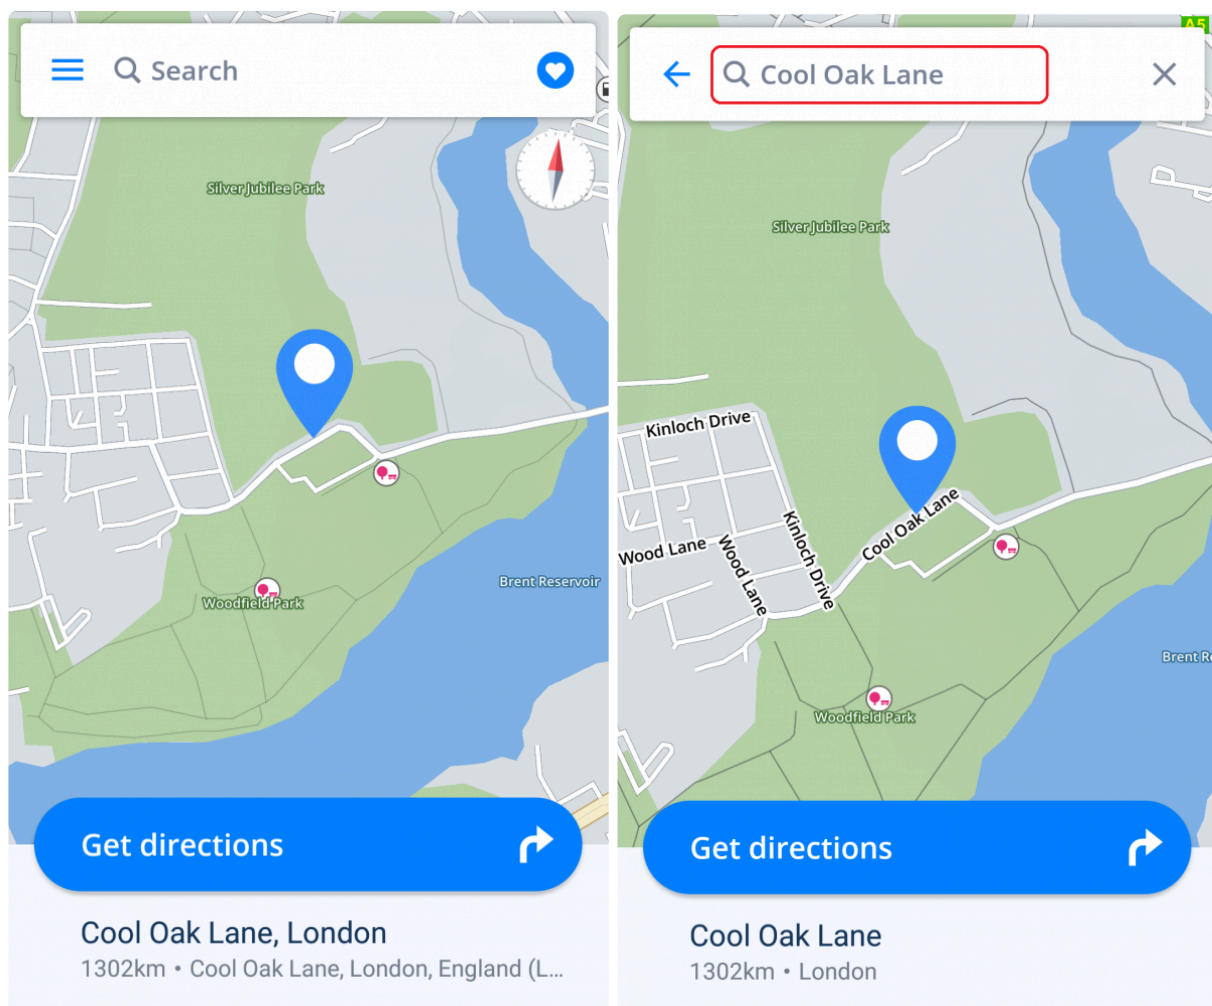 Search
Silver Jubilee Park
Brent Reservoir
Woodfield Park
Get directions
Cool Oak Lane, London
1302km • Cool Oak Lane, London, England (L...
A5
Cool Oak Lane
Silver Jubilee Park
Kinloch Drive
Cool Oak Lane
Kinloch Drive
Wood Lane
Wood Lane
Brent Re
Woodfield Park
Get directions
Cool Oak Lane
1302km • London